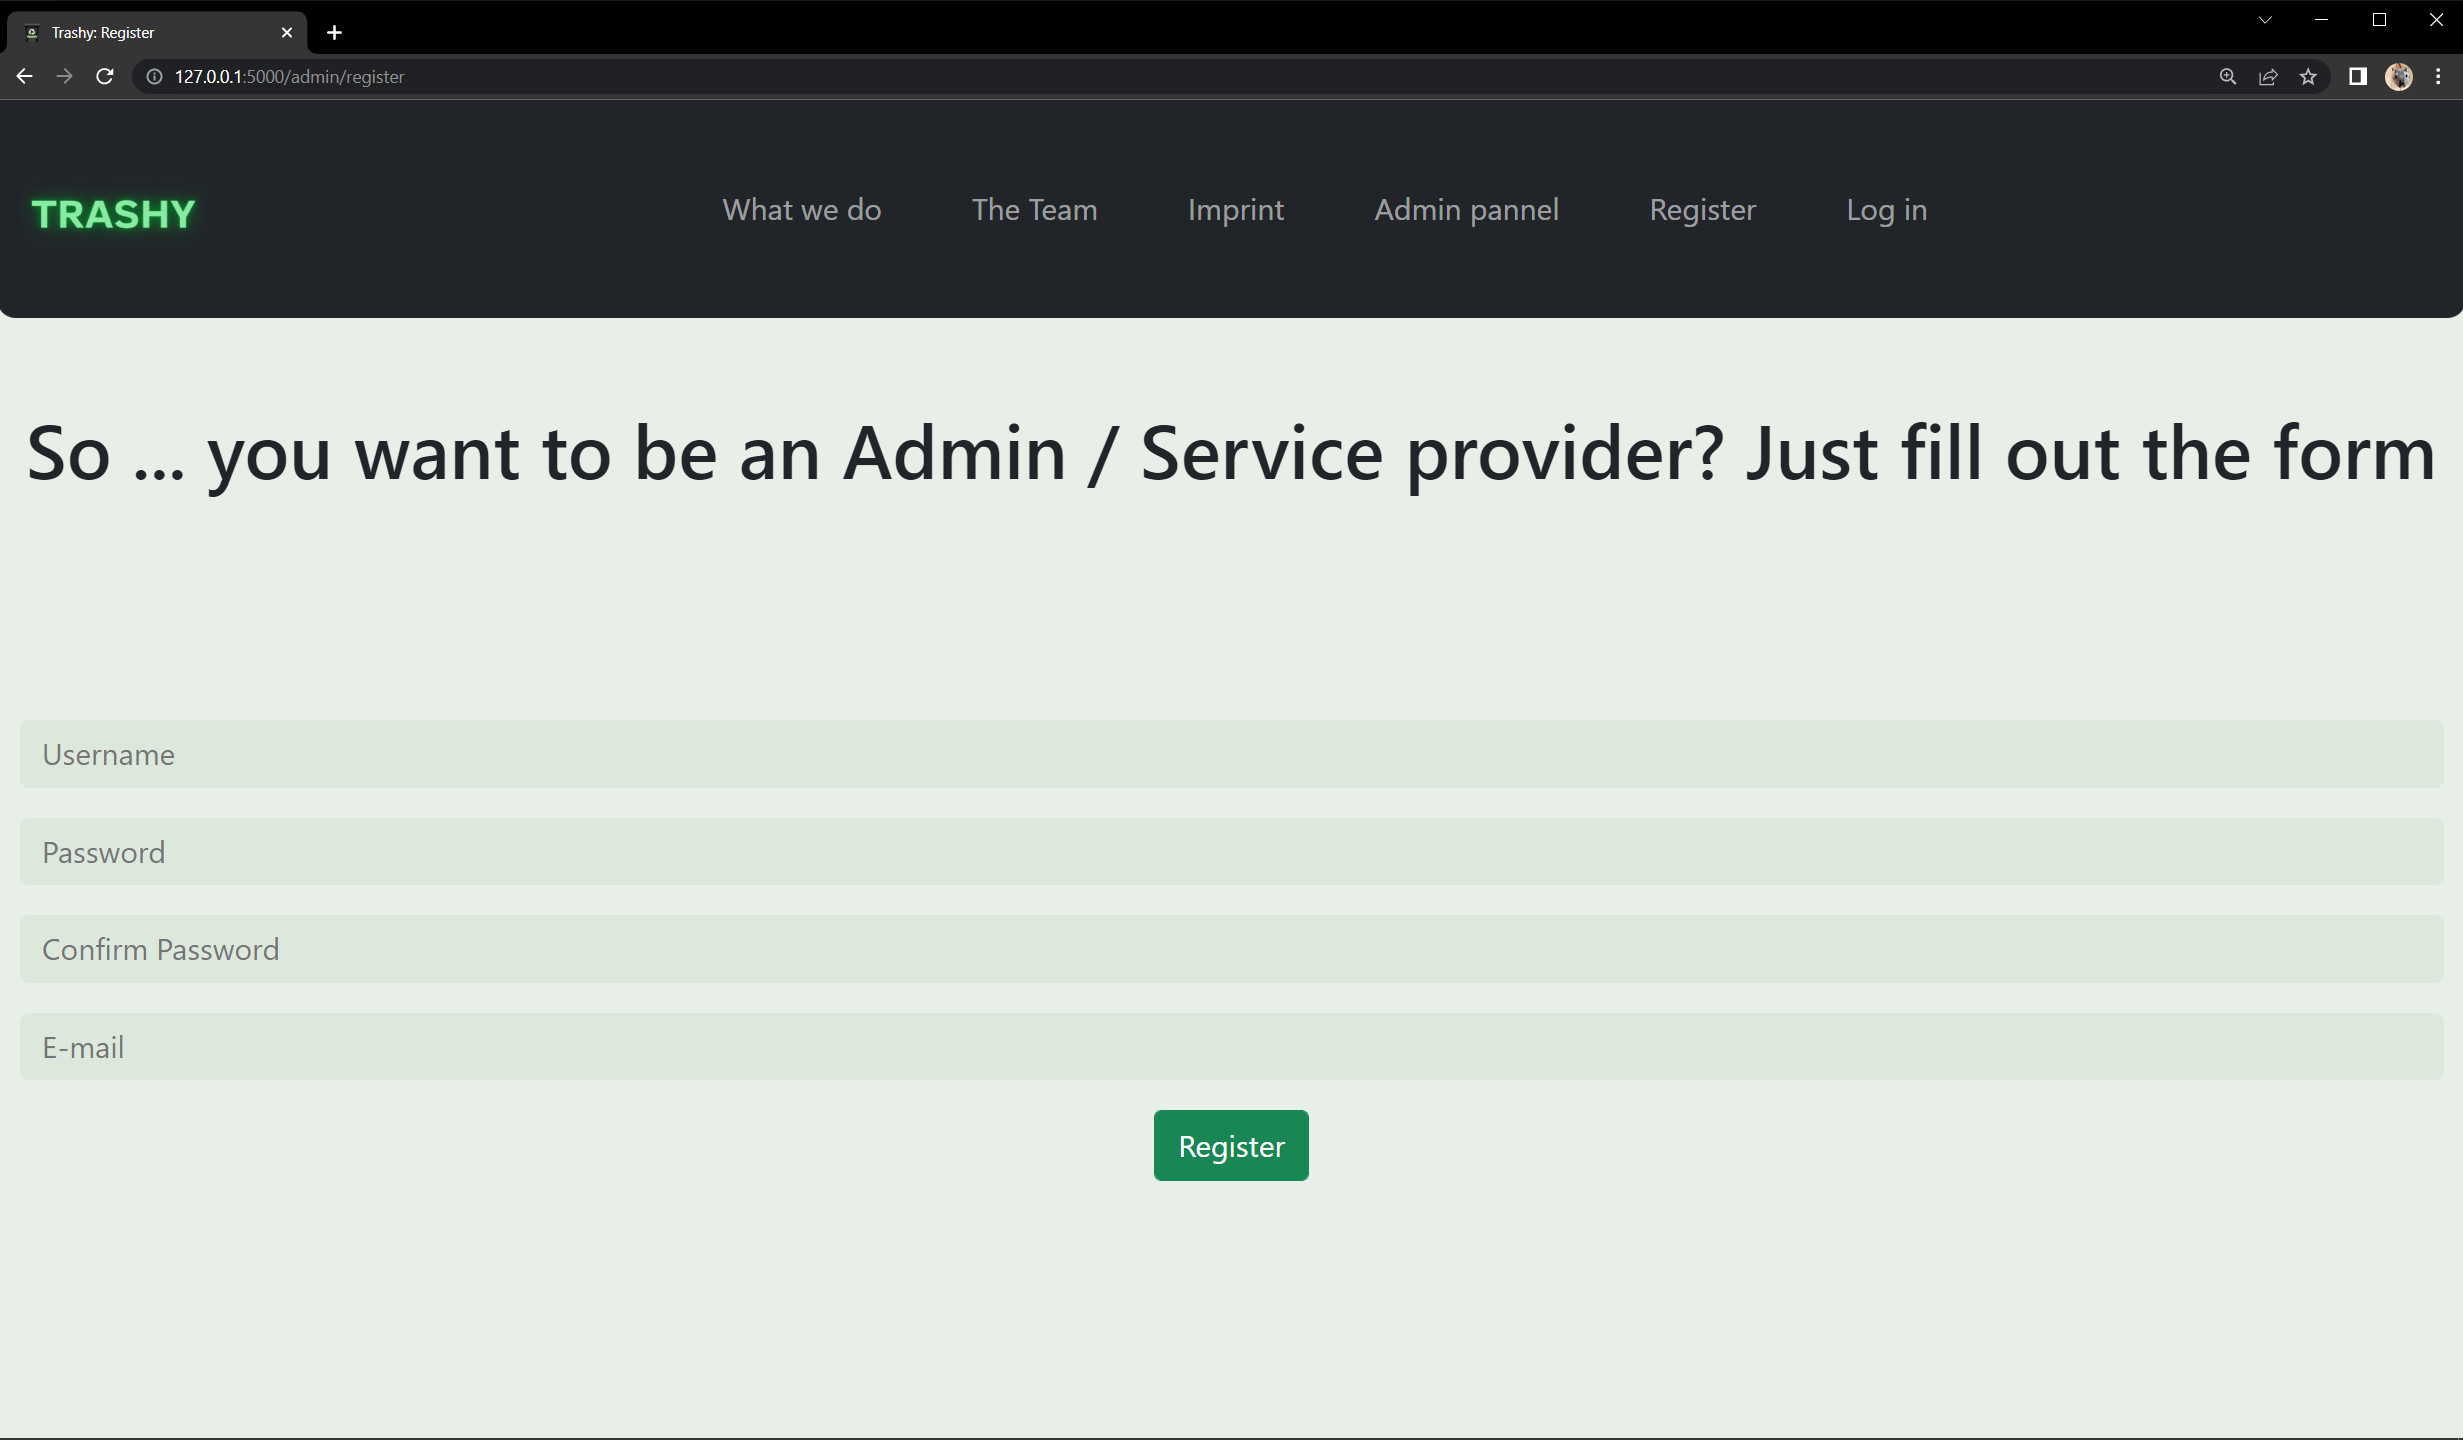 Trashy: Register
127.0.0.1:5000/admin/register
TRASHY
What we do
The Team
Imprint
Admin pannel
Register
Log in
So ... you want to be an Admin / Service provider? Just fill out the form
Username
Password
Confirm Password
E-mail
Register